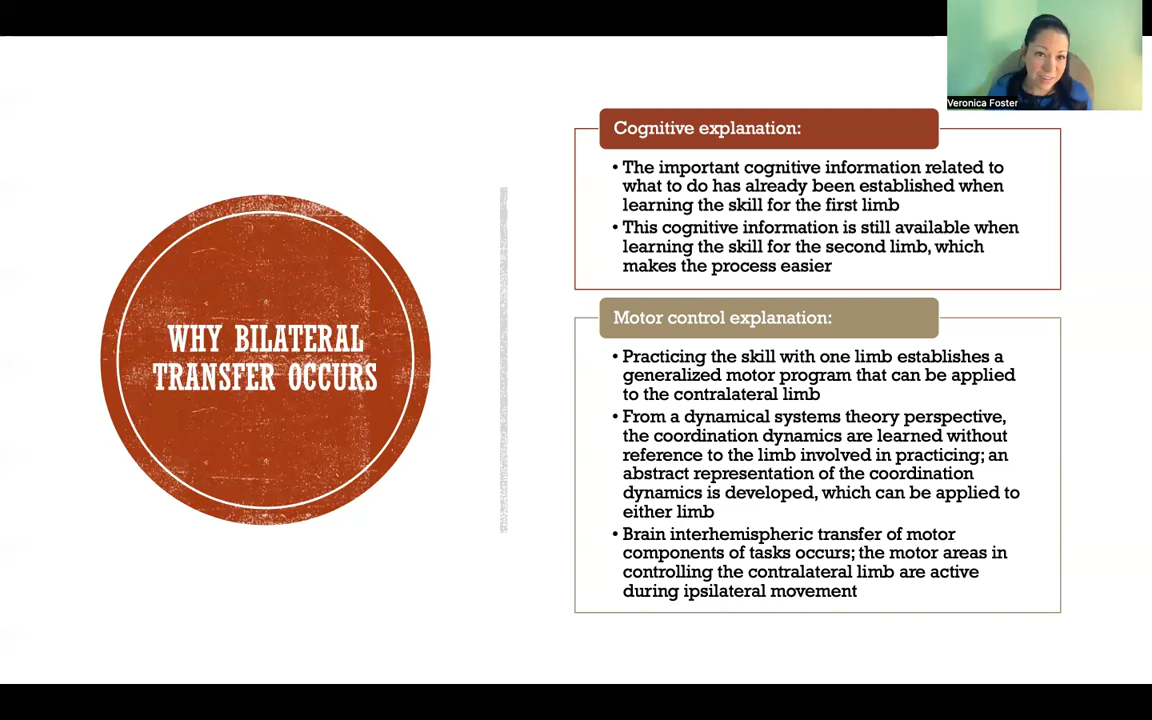 Veronica Foster
WHY BILATERAL
TRANSFER OCCURS
Cognitive explanation:
• The important cognitive information related to
what to do has already been established when
learning the skill for the first limb
• This cognitive information is still available when
learning the skill for the second limb, which
makes the process easier
Motor control explanation:
• Practicing the skill with one limb establishes a
generalized motor program that can be applied
to the contralateral limb
• From a dynamical systems theory perspective,
the coordination dynamics are learned without
reference to the limb involved in practicing; an
abstract representation of the coordination
dynamics is developed, which can be applied to
either limb
• Brain interhemispheric transfer of motor
components of tasks occurs; the motor areas in
controlling the contralateral limb are active
during ipsilateral movement